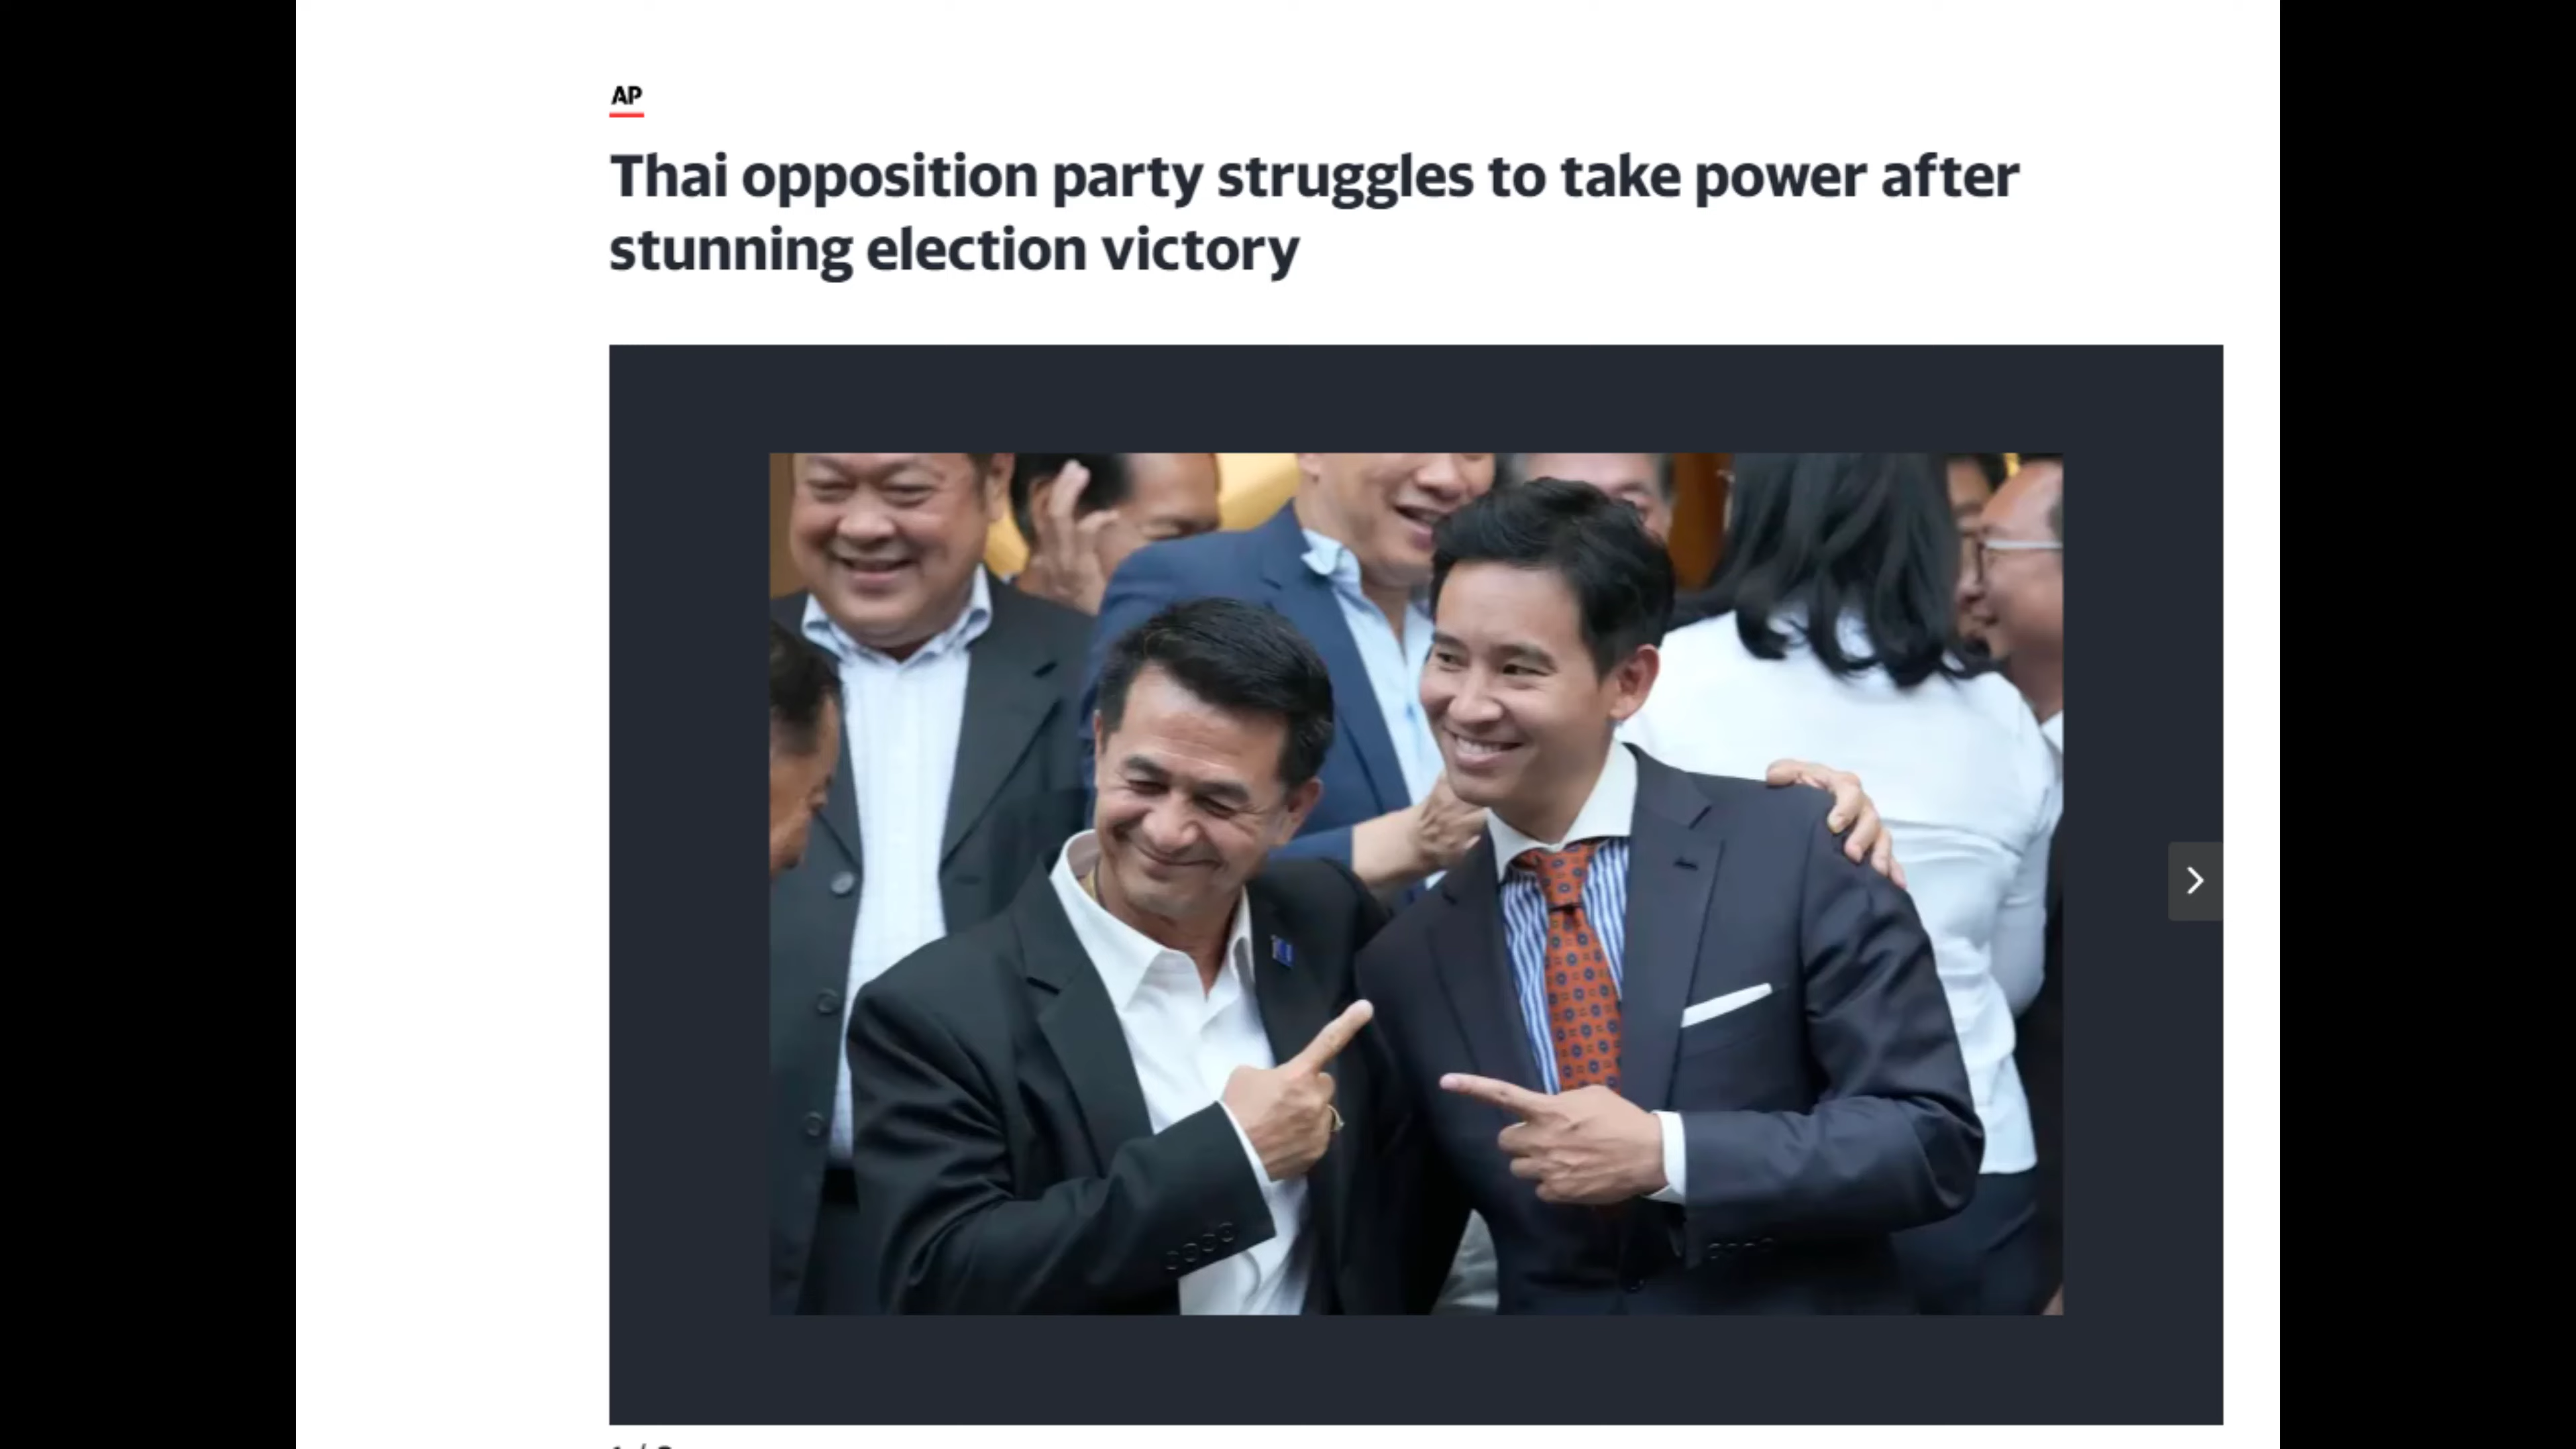 AP
Thai opposition party struggles to take power after
stunning election victory